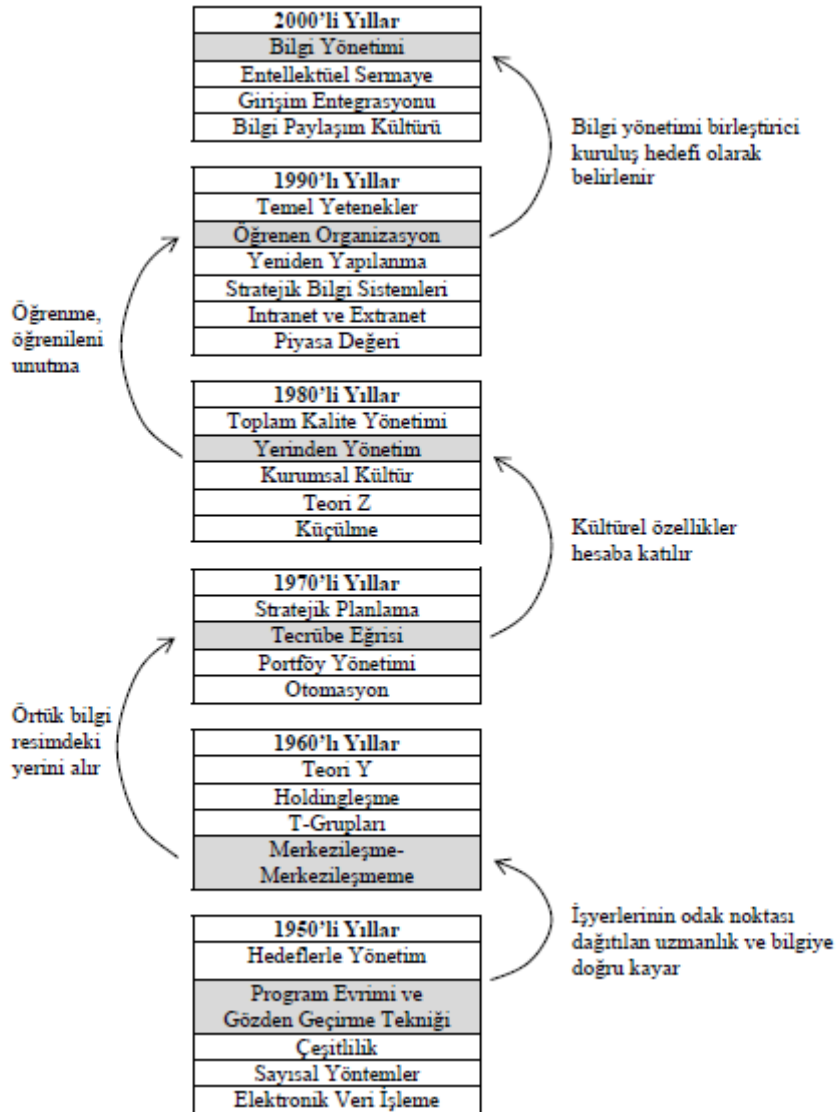 2000'li Yıllar
Bilgi Yönetimi
Entellektüel Sermaye
Girişim Entegrasyonu
Bilgi Paylaşım Kültürü
Bilgi yönetimi birleştirici
kuruluş hedefi olarak
belirlenir
1990'lı Yıllar
Temel Yetenekler
Öğrenen Organizasyon
Yeniden Yapılanma
Stratejik Bilgi Sistemleri
Intranet ve Extranet
Piyasa Değeri
Öğrenme,
öğrenileni
unutma
1980'li Yıllar
Toplam Kalite Yönetimi
Yerinden Yönetim
Kurumsal Kültür
Teori Z
Küçülme
Kültürel özellikler
hesaba katılır
1970'li Yıllar
Stratejik Planlama
Tecrübe Eğrisi
Portföy Yönetimi
Otomasyon
Örtük bilgi
resimdeki
yerini alır
1960'lı Yıllar
Teori Y
Holdingleşme
T-Grupları
Merkezileşme-
Merkezileşmeme
İşyerlerinin odak noktası
dağıtılan uzmanlık ve bilgiye
doğru kayar
1950'li Yıllar
Hedeflerle Yönetim
Program Evrimi ve
Gözden Geçirme Tekniği
Çeşitlilik
Sayısal Yöntemler
Elektronik Veri İşleme